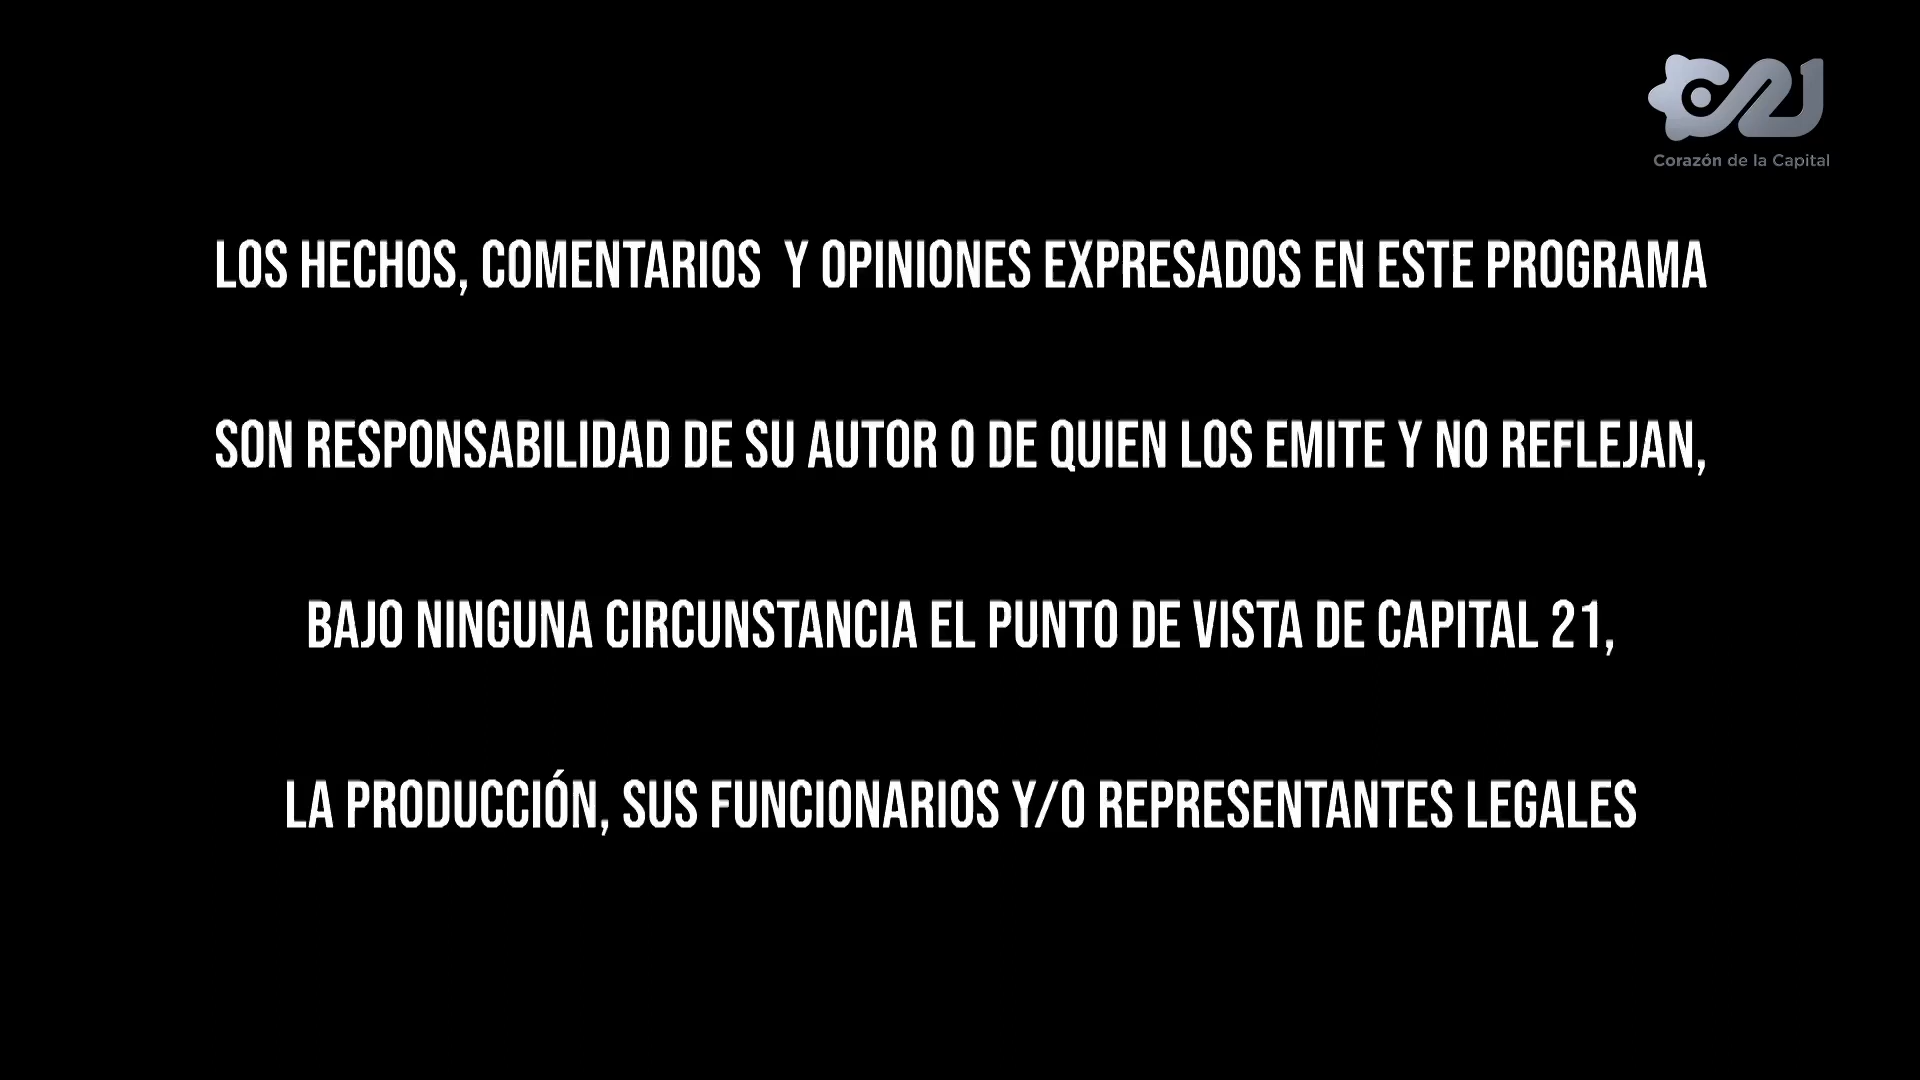 C21
Corazón de la Capital
LOS HECHOS, COMENTARIOS Y OPINIONES EXPRESADOS EN ESTE PROGRAMA
SON RESPONSABILIDAD DE SU AUTOR O DE QUIEN LOS EMITE Y NO REFLEJAN,
BAJO NINGUNA CIRCUNSTANCIA EL PUNTO DE VISTA DE CAPITAL 21,
LA PRODUCCIÓN, SUS FUNCIONARIOS Y/O REPRESENTANTES LEGALES